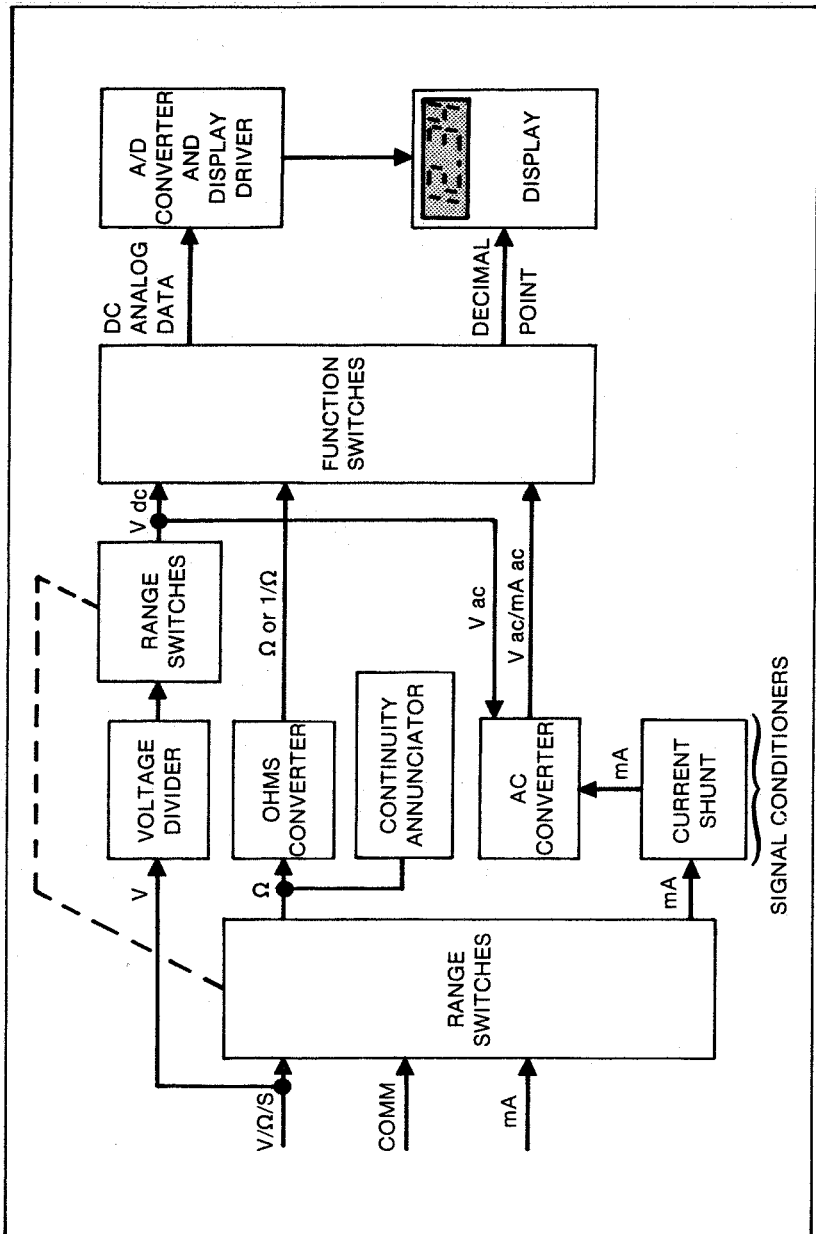 V/Ω/S
COMM
mA
RANGE
SWITCHES
V
Ω
mA
VOLTAGE
DIVIDER
OHMS
CONVERTER
CONTINUITY
ANNUNCIATOR
AC
CONVERTER
mA
CURRENT
SHUNT
SIGNAL CONDITIONERS
RANGE
SWITCHES
V dc
Ω or 1/Ω
V ac
V ac/mA ac
FUNCTION
SWITCHES
DC
ANALOG
DATA
DECIMAL
POINT
A/D
CONVERTER
AND
DISPLAY
DRIVER
12.34
DISPLAY